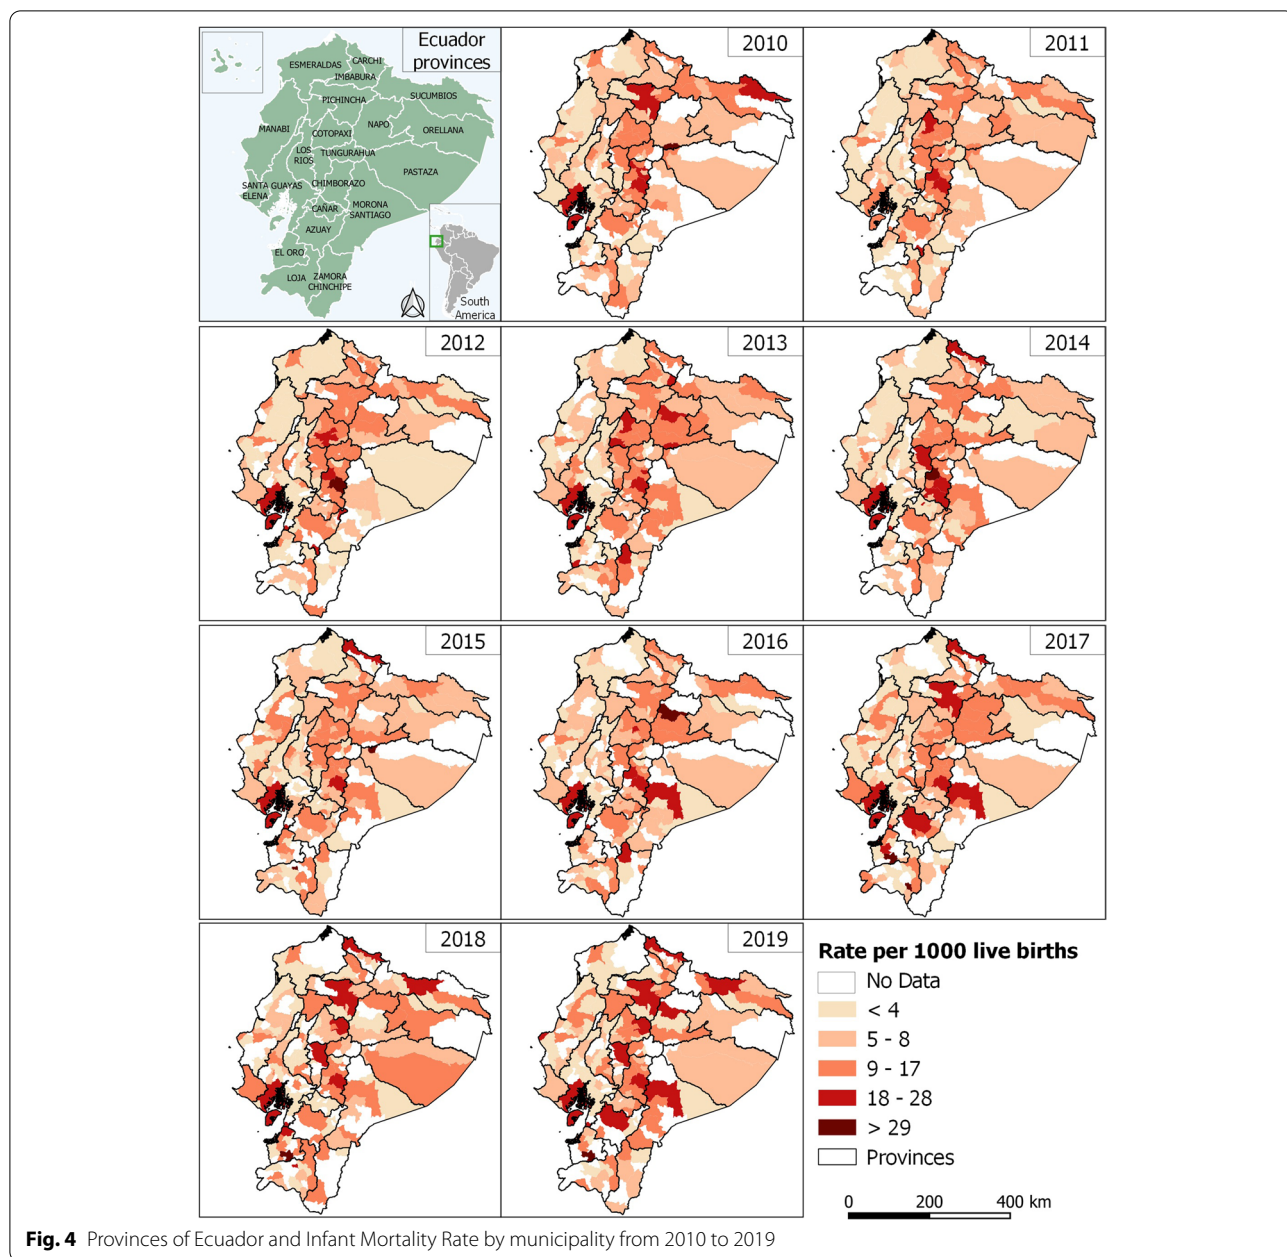 Ecuador
provinces
ESMERALDAS
CARCHI
IMBABURA
PICHINCHA
SUCUMBIOS
MANABI
COTOPAXI
NAPO
ORELLANA
LOS
RIOS
TUNGURAHUA
PASTAZA
SANTA
ELENA
GUAYAS
CHIMBORAZO
CAÑAR
MORONA
SANTIAGO
AZUAY
EL ORO
LOJA
ZAMORA
CHINCHIPE
South
America
2010
2011
2012
2013
2014
2015
2016
2017
2018
2019
Rate per 1000 live births
No Data
< 4
5 - 8
9 - 17
18 - 28
> 29
Provinces
0 200 400 km
Fig. 4 Provinces of Ecuador and Infant Mortality Rate by municipality from 2010 to 2019